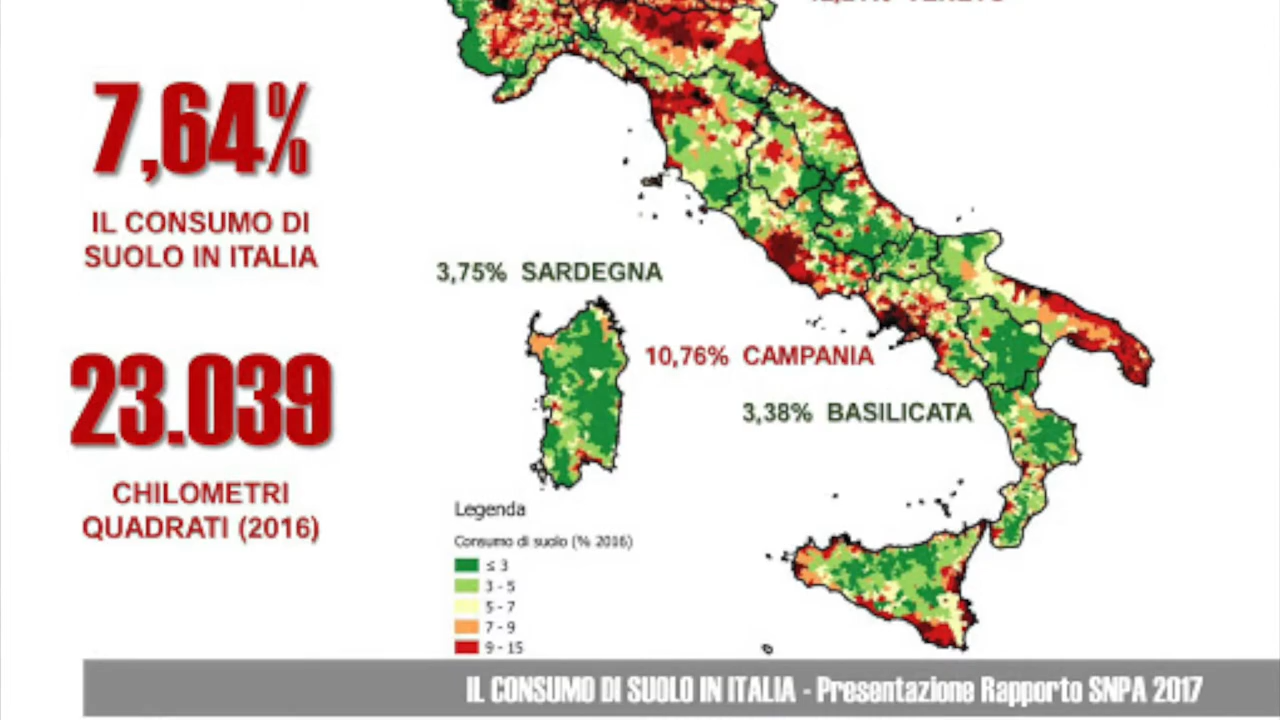 7,64%
IL CONSUMO DI
SUOLO IN ITALIA
3,75% SARDEGNA
10,76% CAMPANIA
23.039
3,38% BASILICATA
CHILOMETRI
QUADRATI (2016)
Legenda
Consumo di suolo (% 2016)
≤ 3
3 - 5
5 - 7
7 - 9
9 - 15
IL CONSUMO DI SUOLO IN ITALIA - Presentazione Rapporto SNPA 2017